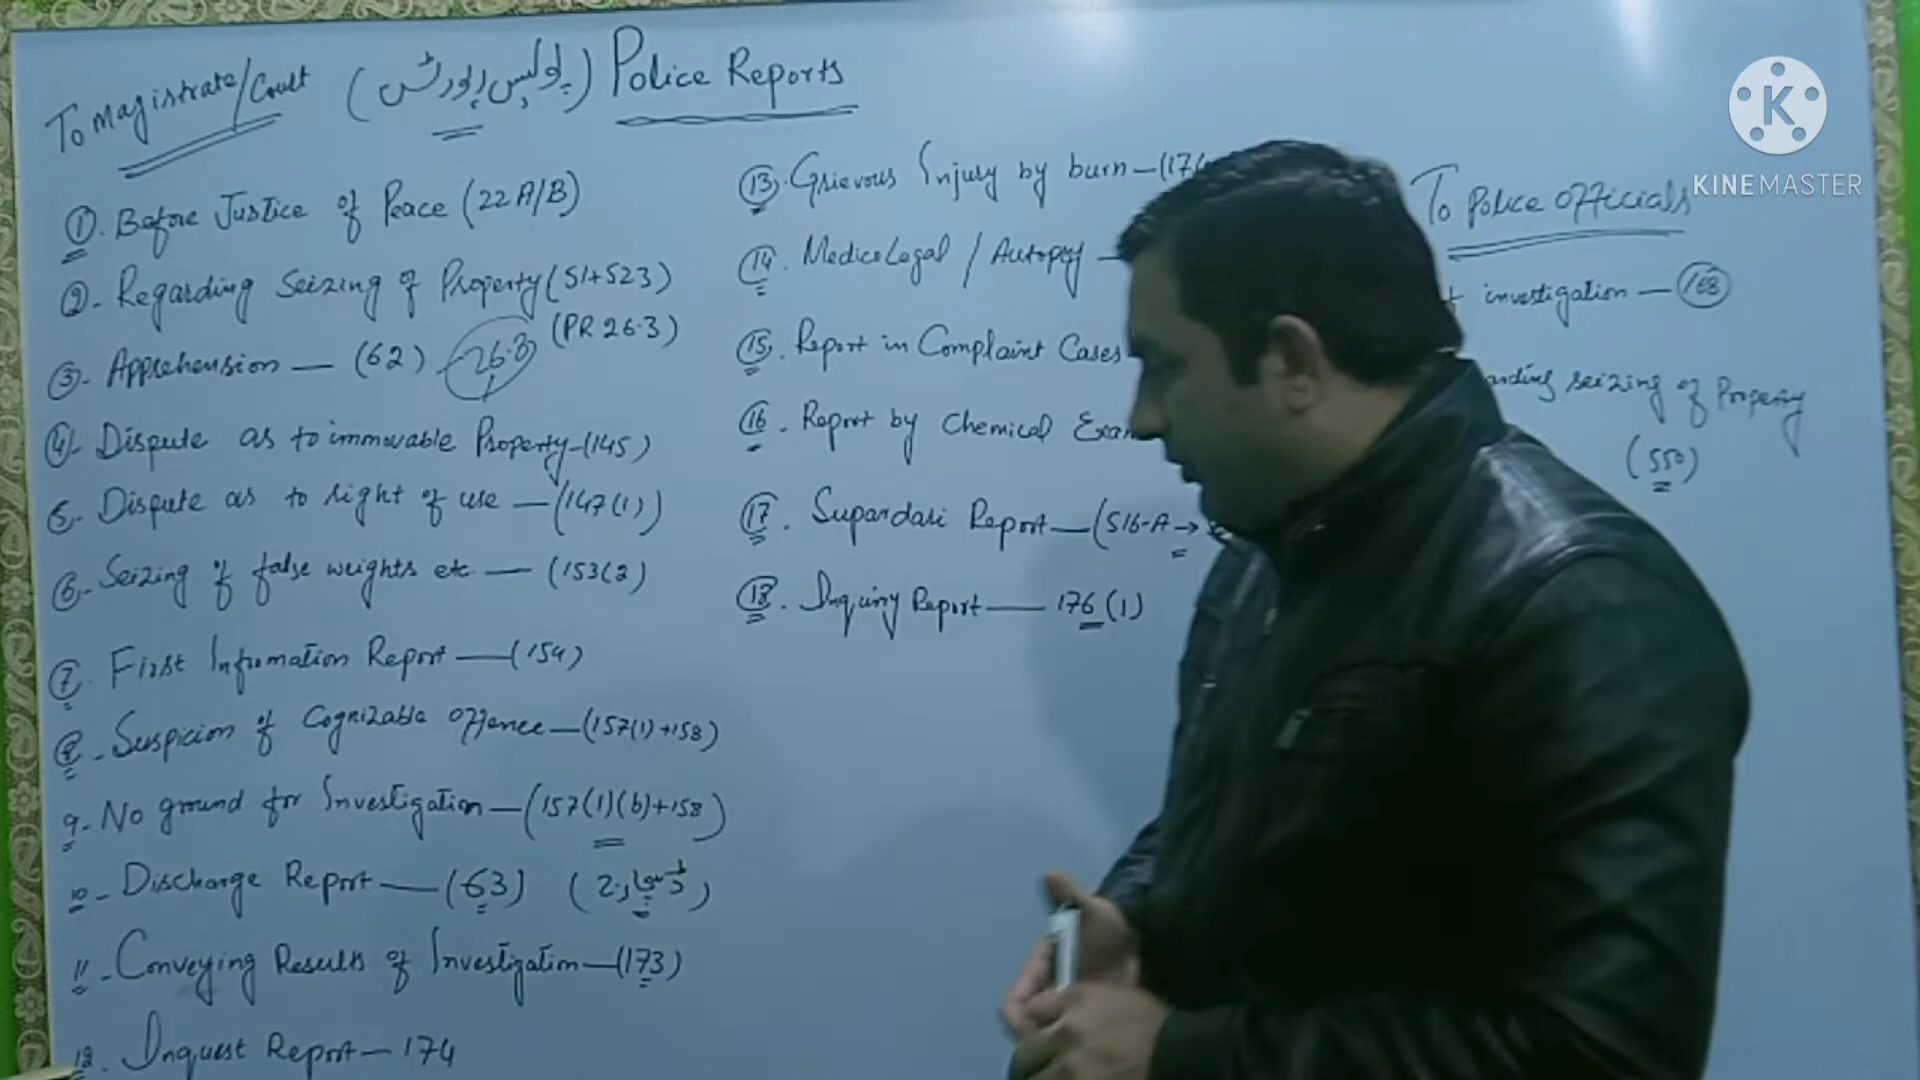 To Magistrate/Court (پولیس رپورٹس) Police Reports
① Before Justice of Peace (22 A/B)
②- Regarding Seizing of Property (51+523)
(PR 26.3)
③- Apprehension — (62) 26.3
④- Dispute as to immovable Property-(145)
5- Dispute as to right of use — (147(1))
⑥- Seizing of false weights etc — (153(2)
7. First Infromation Report — (154)
8- Suspicion of Cognizable offence — (157(1)+158)
9- No ground for Investigation — (157(1)(b)+158)
10- Discharge Report — (63) (ڈسچارج)
11- Conveying Results of Investigation — (173)
12. Inquest Report — 174
⑬. Grievous Injury by burn — (174
⑭. MedicoLegal / Autopsy —
⑮. Report in Complaint Cases
⑯. Report by Chemical
⑰. Supardari Report — (516-A →
⑱. Inquiry Report — 176(1)
To Police officials
investigation — 168
seizing of Property
(550)
K
KINEMASTER